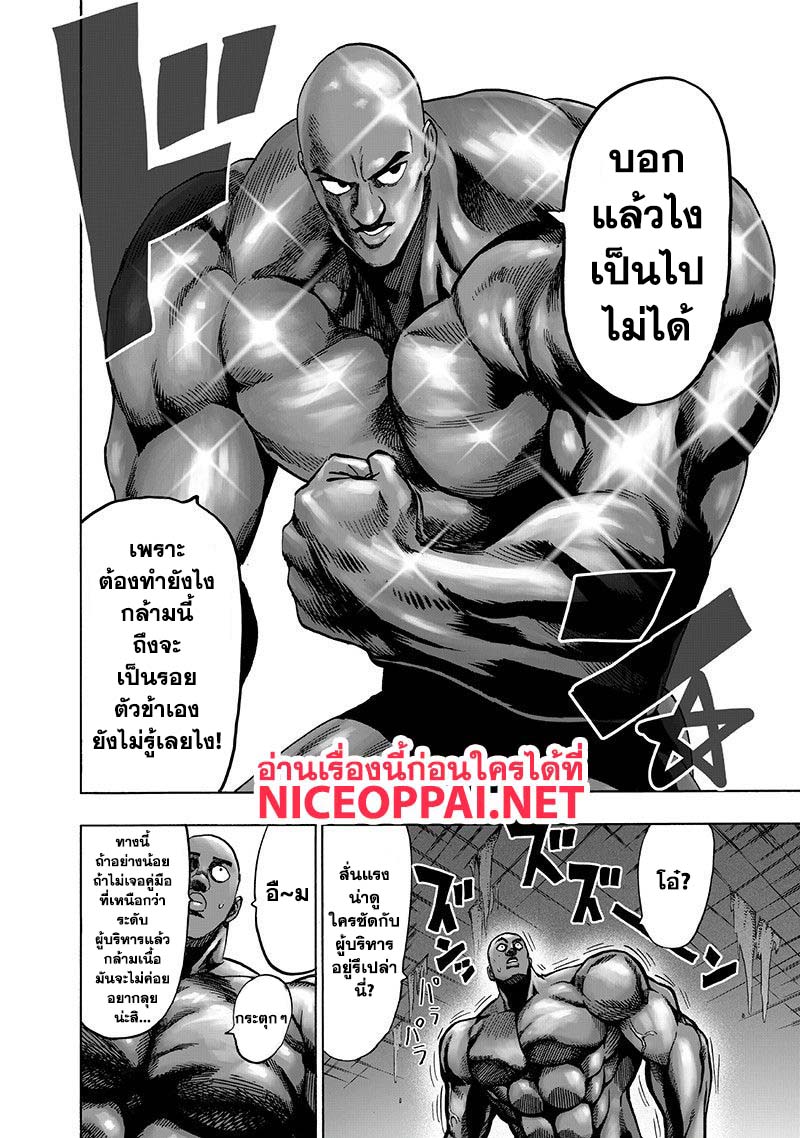 ド
บอก
แล้วไง
เป็นไป
ไม่ได้
เพราะ
ต้องทำยังไง
กล้ามนี้
ถึงจะ
เป็นรอย
ตัวข้าเอง
ยังไม่รู้เลยไง!
อ่านเรื่องนี้ก่อนใครได้ที่
NICEOPPAI.NET
โอ๋?
ズズズン
สั่นแรง
น่าดู
ใครซัดกับ
ผู้บริหาร
อยู่รึเปล่า
นี่?
パラパラ
อื~ม
กระตุกๆ
ทางนี้
ถ้าอย่างน้อย
ถ้าไม่เจอคู่มือ
ที่เหนือกว่า
ระดับ
ผู้บริหารแล้ว
กล้ามเนื้อ
มันจะไม่ค่อย
อยากลุย
น่ะสิ...